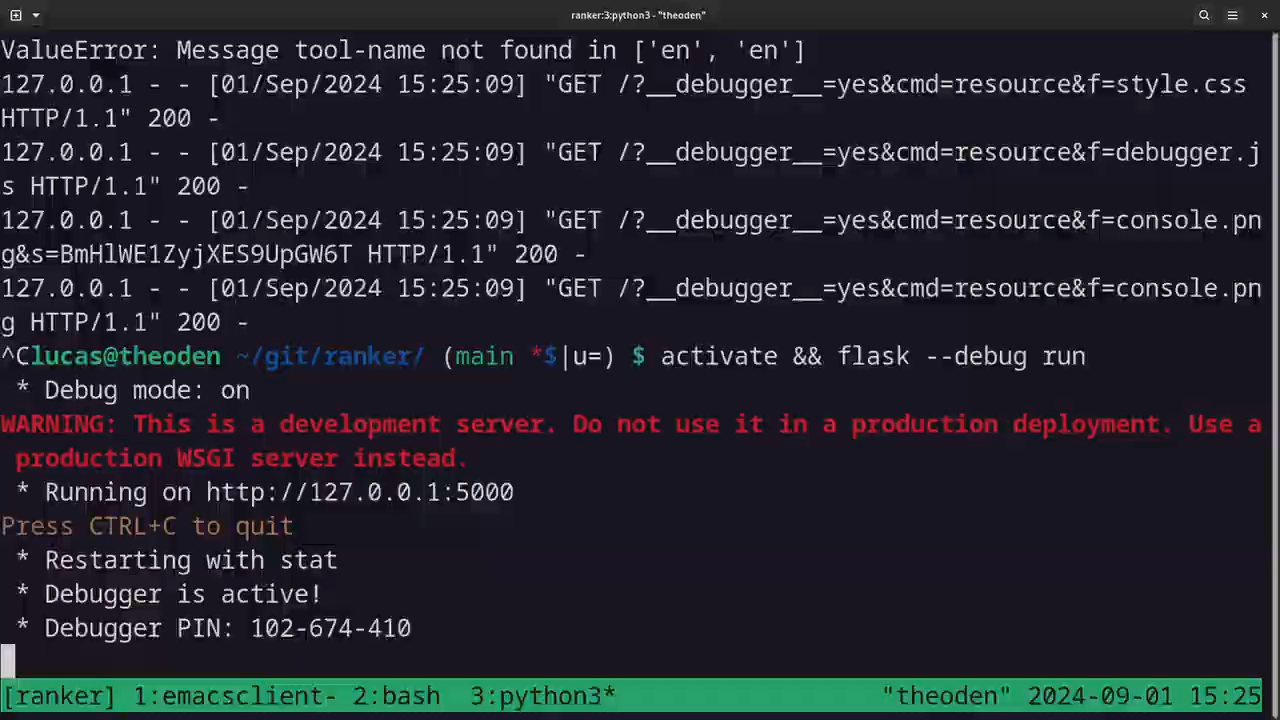 ranker:3:python3 - "theoden"
ValueError: Message tool-name not found in ['en', 'en']
127.0.0.1 - - [01/Sep/2024 15:25:09] "GET /?__debugger__=yes&cmd=resource&f=style.css
HTTP/1.1" 200 -
127.0.0.1 - - [01/Sep/2024 15:25:09] "GET /?__debugger__=yes&cmd=resource&f=debugger.j
s HTTP/1.1" 200 -
127.0.0.1 - - [01/Sep/2024 15:25:09] "GET /?__debugger__=yes&cmd=resource&f=console.pn
g&s=BmHlWE1ZyjXES9UpGW6T HTTP/1.1" 200 -
127.0.0.1 - - [01/Sep/2024 15:25:09] "GET /?__debugger__=yes&cmd=resource&f=console.pn
g HTTP/1.1" 200 -
^Clucas@theoden ~/git/ranker/ (main *$|u=) $ activate && flask --debug run
 * Debug mode: on
WARNING: This is a development server. Do not use it in a production deployment. Use a
 production WSGI server instead.
 * Running on http://127.0.0.1:5000
Press CTRL+C to quit
 * Restarting with stat
 * Debugger is active!
 * Debugger PIN: 102-674-410
[ranker] 1:emacsclient- 2:bash  3:python3* "theoden" 2024-09-01 15:25